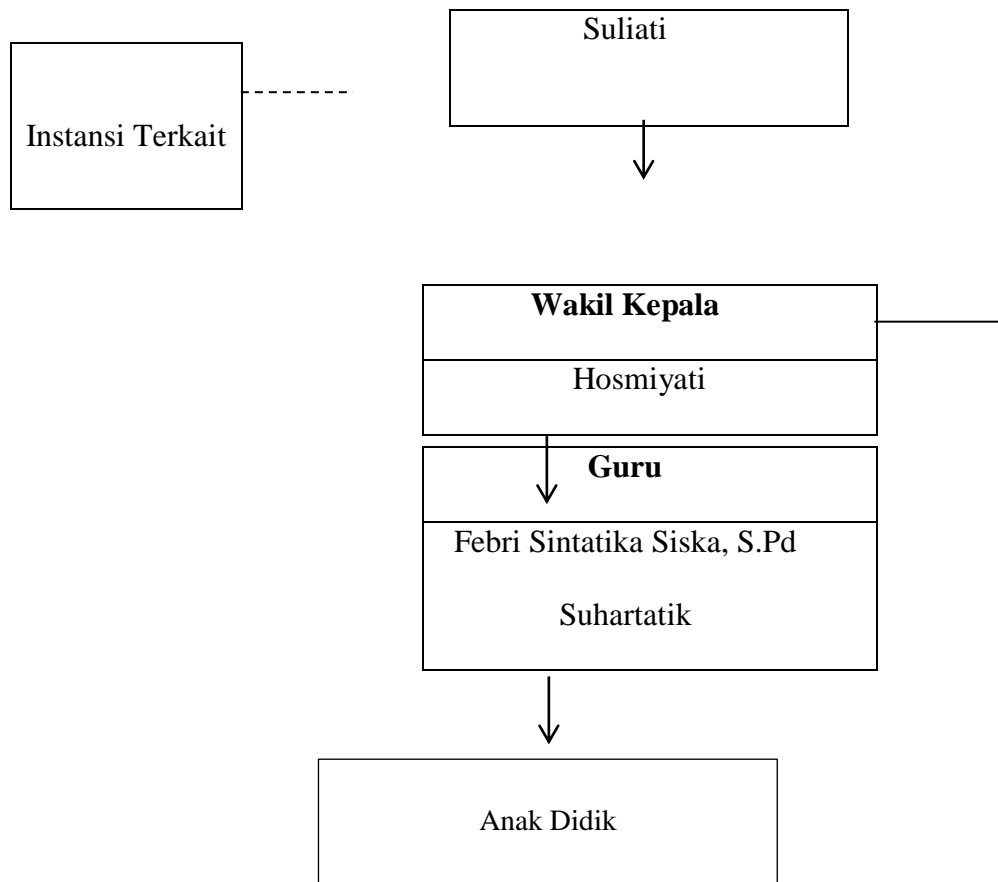 Suliati
Instansi Terkait
Wakil Kepala
Hosmiyati
Guru
Febri Sintatika Siska, S.Pd
Suhartatik
Anak Didik